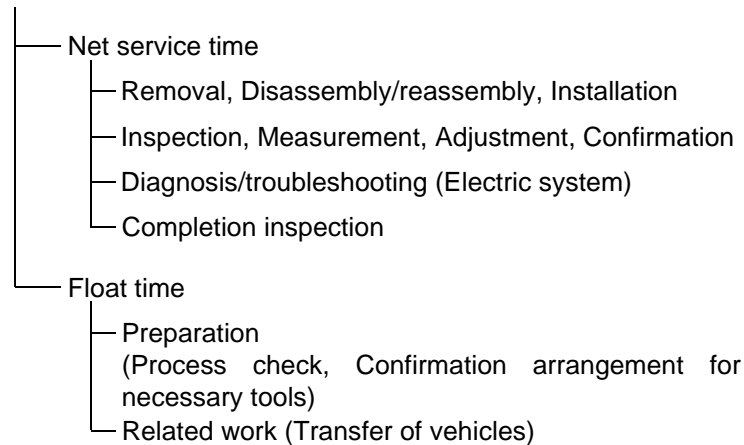 Net service time
Removal, Disassembly/reassembly, Installation
Inspection, Measurement, Adjustment, Confirmation
Diagnosis/troubleshooting (Electric system)
Completion inspection
Float time
Preparation
(Process check, Confirmation arrangement for
necessary tools)
Related work (Transfer of vehicles)